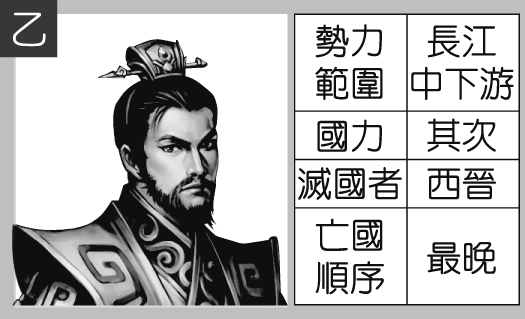 乙
勢力範圍 長江中下游
國力 其次
滅國者 西晉
亡國順序 最晚